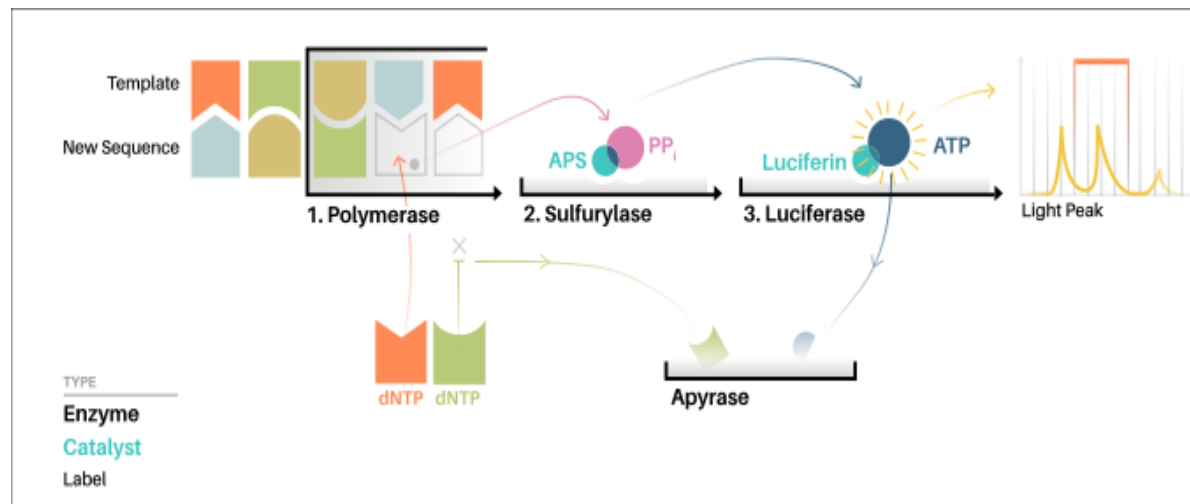 Template
New Sequence
APS
PPi
Luciferin
ATP
1. Polymerase
2. Sulfurylase
3. Luciferase
Light Peak
X
dNTP
dNTP
Apyrase
TYPE
Enzyme
Catalyst
Label